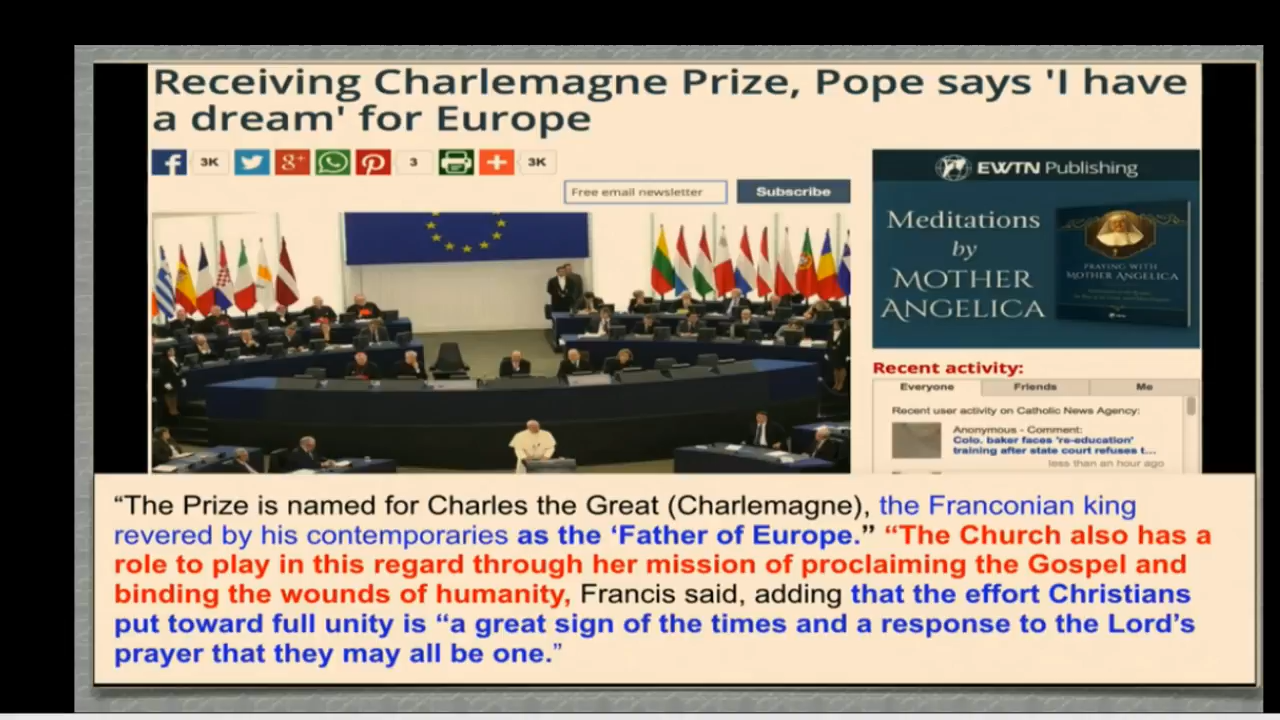 Receiving Charlemagne Prize, Pope says 'I have
a dream' for Europe
3K
3
3K
Free email newsletter
Subscribe
EWTN Publishing
Meditations
by
MOTHER
ANGELICA
PRAYING WITH
MOTHER ANGELICA
Recent activity:
Everyone
Friends
Me
Recent user activity on Catholic News Agency:
Anonymous - Comment:
Colo. baker faces 're-education'
training after state court refuses t...
less than an hour ago
“The Prize is named for Charles the Great (Charlemagne), the Franconian king
revered by his contemporaries as the ‘Father of Europe.” “The Church also has a
role to play in this regard through her mission of proclaiming the Gospel and
binding the wounds of humanity, Francis said, adding that the effort Christians
put toward full unity is “a great sign of the times and a response to the Lord’s
prayer that they may all be one.”